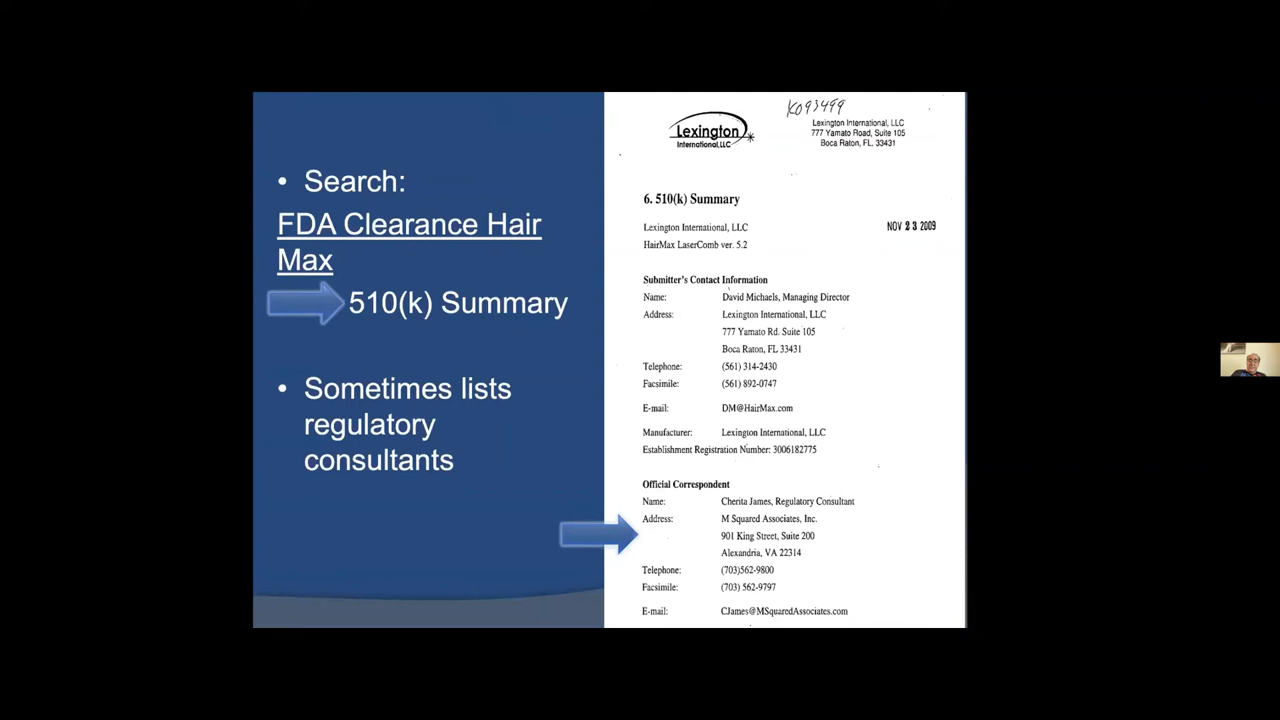 • Search:
FDA Clearance Hair
Max
510(k) Summary
• Sometimes lists
regulatory
consultants
K093499
Lexington
International,LLC
Lexington International, LLC
777 Yamato Road, Suite 105
Boca Raton, FL. 33431
6. 510(k) Summary
Lexington International, LLC
NOV 23 2009
HairMax LaserComb ver. 5.2
Submitter's Contact Information
Name: David Michaels, Managing Director
Address: Lexington International, LLC
777 Yamato Rd. Suite 105
Boca Raton, FL 33431
Telephone: (561) 314-2430
Facsimile: (561) 892-0747
E-mail: DM@HairMax.com
Manufacturer: Lexington International, LLC
Establishment Registration Number: 3006182775
Official Correspondent
Name: Cherita James, Regulatory Consultant
Address: M Squared Associates, Inc.
901 King Street, Suite 200
Alexandria, VA 22314
Telephone: (703)562-9800
Facsimile: (703) 562-9797
E-mail: CJames@MSquaredAssociates.com